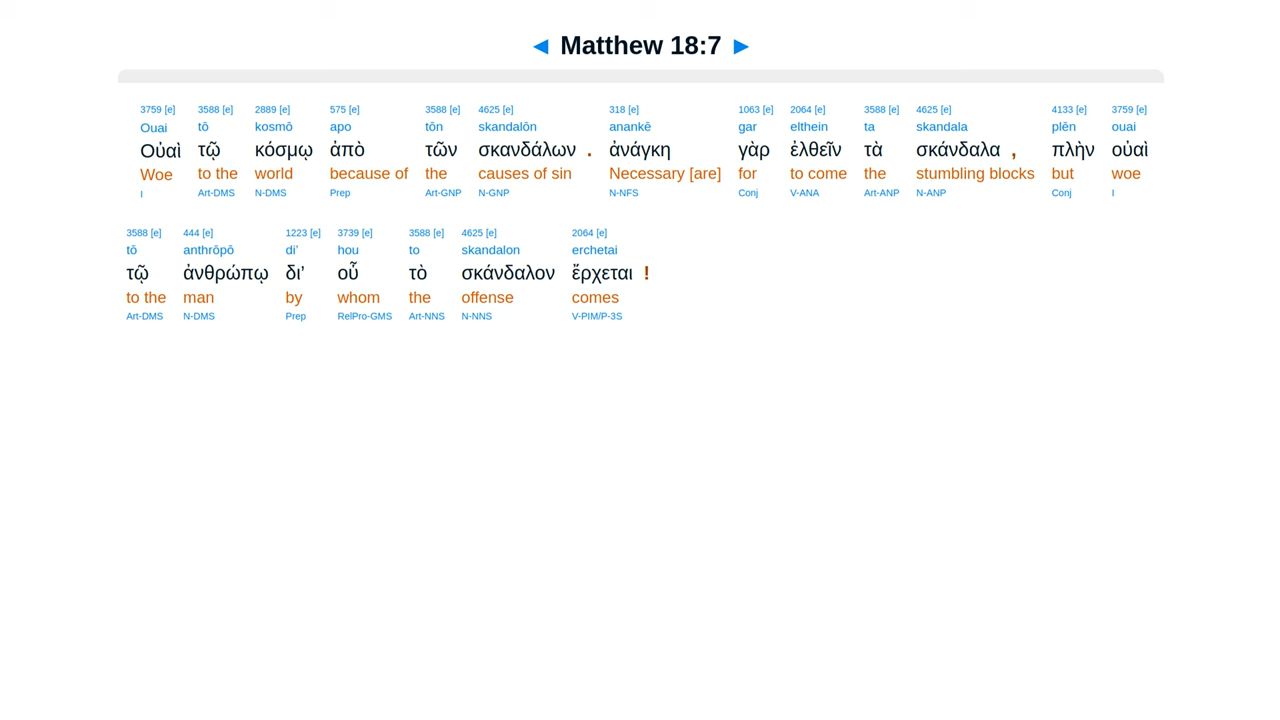 ◄ Matthew 18:7 ►
3759 [e] 3588 [e] 2889 [e] 575 [e] 3588 [e] 4625 [e] 318 [e] 1063 [e] 2064 [e] 3588 [e] 4625 [e] 4133 [e] 3759 [e]
Ouai tō kosmō apo tōn skandalōn anankē gar elthein ta skandala plēn ouai
Οὐαὶ τῷ κόσμῳ ἀπὸ τῶν σκανδάλων . ἀνάγκη γὰρ ἐλθεῖν τὰ σκάνδαλα , πλὴν οὐαὶ
Woe to the world because of the causes of sin Necessary [are] for to come the stumbling blocks but woe
I Art-DMS N-DMS Prep Art-GNP N-GNP N-NFS Conj V-ANA Art-ANP N-ANP Conj I
3588 [e] 444 [e] 1223 [e] 3739 [e] 3588 [e] 4625 [e] 2064 [e]
tō anthrōpō di’ hou to skandalon erchetai
τῷ ἀνθρώπῳ δι’ οὗ τὸ σκάνδαλον ἔρχεται !
to the man by whom the offense comes
Art-DMS N-DMS Prep RelPro-GMS Art-NNS N-NNS V-PIM/P-3S